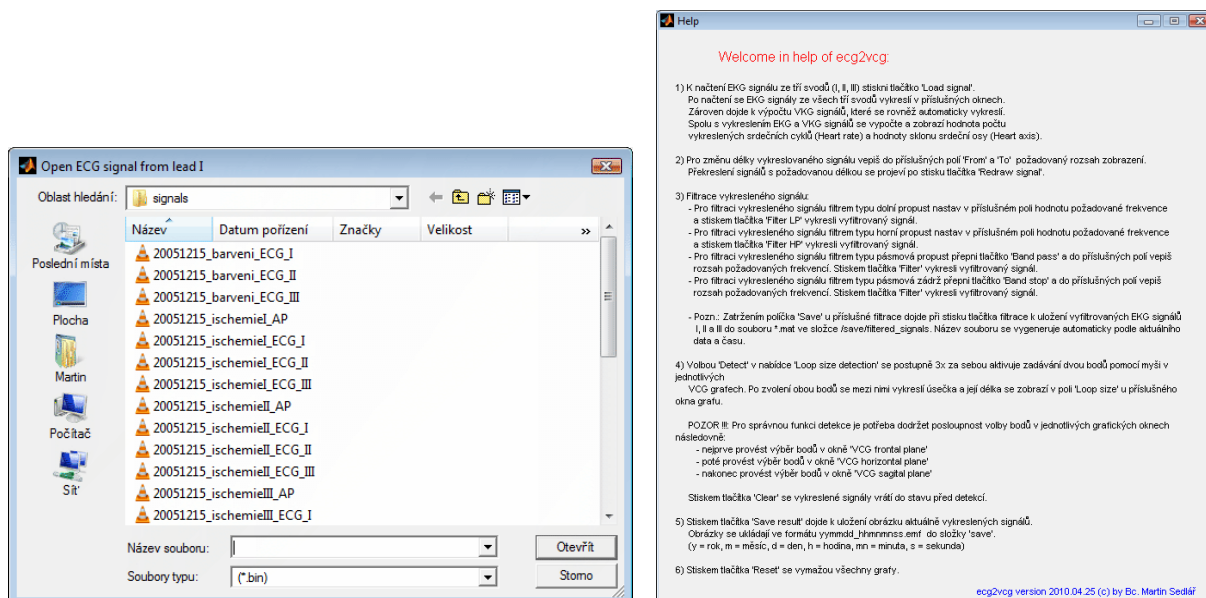 Open ECG signal from lead I
Oblast hledání:
signals
Poslední místa
Plocha
Martin
Počítač
Síť
Název Datum pořízení Značky Velikost »
20051215_barveni_ECG_I
20051215_barveni_ECG_II
20051215_barveni_ECG_III
20051215_ischemieI_AP
20051215_ischemieI_ECG_I
20051215_ischemieI_ECG_II
20051215_ischemieI_ECG_III
20051215_ischemieII_AP
20051215_ischemieII_ECG_I
20051215_ischemieII_ECG_II
20051215_ischemieII_ECG_III
20051215_ischemieIII_AP
20051215_ischemieIII_ECG_I
Název souboru:
Otevřít
Soubory typu:
(*.bin)
Storno
Help
Welcome in help of ecg2vcg:
1) K načtení EKG signálu ze tří svodů (I, II, III) stiskni tlačítko 'Load signal'.
Po načtení se EKG signály ze všech tří svodů vykreslí v příslušných oknech.
Zároven dojde k výpočtu VKG signálů, které se rovněž automaticky vykreslí.
Spolu s vykreslením EKG a VKG signálů se vypočte a zobrazí hodnota počtu
vykreslených srdečních cyklů (Heart rate) a hodnoty sklonu srdeční osy (Heart axis).
2) Pro změnu délky vykreslovaného signálu vepiš do příslušných polí 'From' a 'To' požadovaný rozsah zobrazení.
Překreslení signálů s požadovanou délkou se projeví po stisku tlačítka 'Redraw signal'.
3) Filtrace vykresleného signálu:
- Pro filtraci vykresleného signálu filtrem typu dolní propust nastav v příslušném poli hodnotu požadované frekvence
a stiskem tlačítka 'Filter LP' vykresli vyfiltrovaný signál.
- Pro filtraci vykresleného signálu filtrem typu horní propust nastav v příslušném poli hodnotu požadované frekvence
a stiskem tlačítka 'Filter HP' vykresli vyfiltrovaný signál.
- Pro filtraci vykresleného signálu filtrem typu pásmová propust přepni tlačítko 'Band pass' a do příslušných polí vepiš
rozsah požadovaných frekvencí. Stiskem tlačítka 'Filter' vykresli vyfiltrovaný signál.
- Pro filtraci vykresleného signálu filtrem typu pásmová zádrž přepni tlačítko 'Band stop' a do příslušných polí vepiš
rozsah požadovaných frekvencí. Stiskem tlačítka 'Filter' vykresli vyfiltrovaný signál.
- Pozn.: Zatržením políčka 'Save' u příslušné filtrace dojde při stisku tlačítka filtrace k uložení vyfiltrovaných EKG signálů
I, II a III do souboru *.mat ve složce /save/filtered_signals. Název souboru se vygeneruje automaticky podle aktuálního
data a času.
4) Volbou 'Detect' v nabídce 'Loop size detection' se postupně 3x za sebou aktivuje zadávání dvou bodů pomocí myši v
jednotlivých
VCG grafech. Po zvolení obou bodů se mezi nimi vykreslí úsečka a její délka se zobrazí v poli 'Loop size' u příslušného
okna grafu.
POZOR !!!: Pro správnou funkci detekce je potřeba dodržet posloupnost volby bodů v jednotlivých grafických oknech
následovně:
- nejprve provést výběr bodů v okně 'VCG frontal plane'
- poté provést výběr bodů v okně 'VCG horizontal plane'
- nakonec provést výběr bodů v okně 'VCG sagital plane'
Stiskem tlačítka 'Clear' se vykreslené signály vrátí do stavu před detekcí.
5) Stiskem tlačítka 'Save result' dojde k uložení obrázku aktuálně vykreslených signálů.
Obrázky se ukládají ve formátu yymmdd_hhmnmnss.emf do složky 'save'.
(y = rok, m = měsíc, d = den, h = hodina, mn = minuta, s = sekunda)
6) Stiskem tlačítka 'Reset' se vymažou všechny grafy.
ecg2vcg version 2010.04.25 (c) by Bc. Martin Sedlář